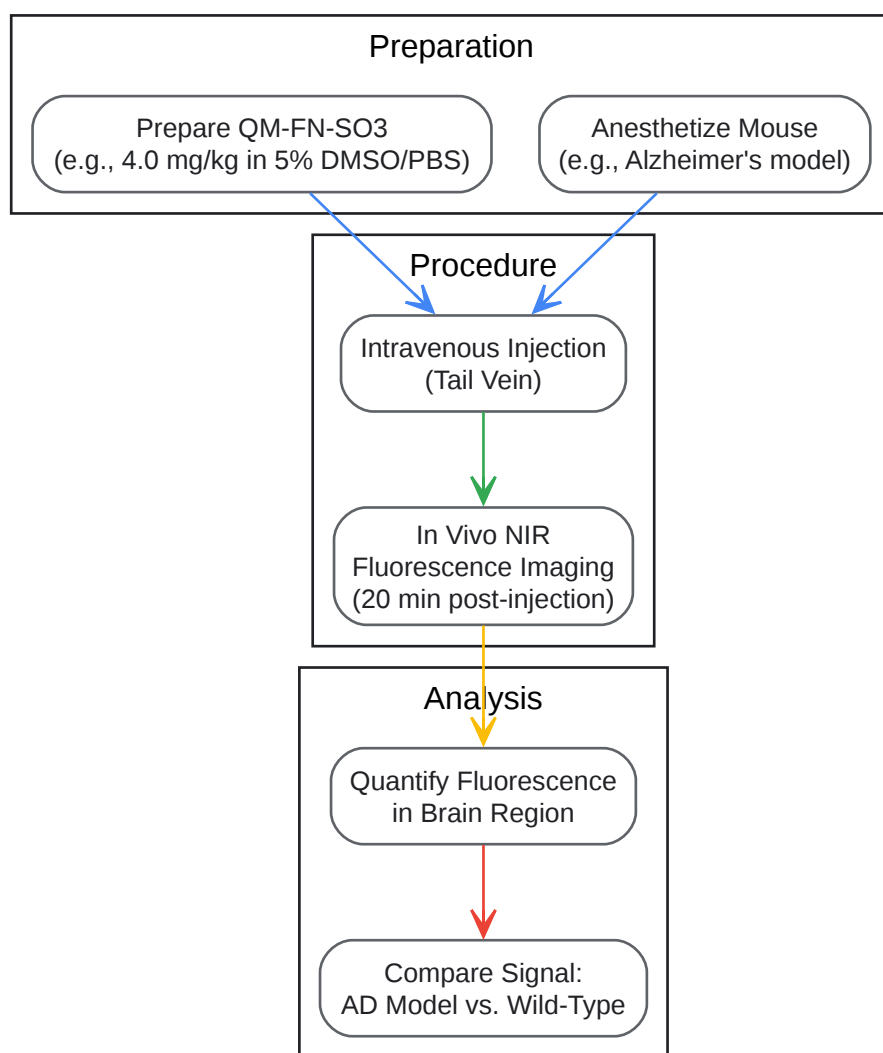 Preparation
Prepare QM-FN-SO3
(e.g., 4.0 mg/kg in 5% DMSO/PBS)
Anesthetize Mouse
(e.g., Alzheimer's model)
Procedure
Intravenous Injection
(Tail Vein)
In Vivo NIR
Fluorescence Imaging
(20 min post-injection)
Analysis
Quantify Fluorescence
in Brain Region
Compare Signal:
AD Model vs. Wild-Type